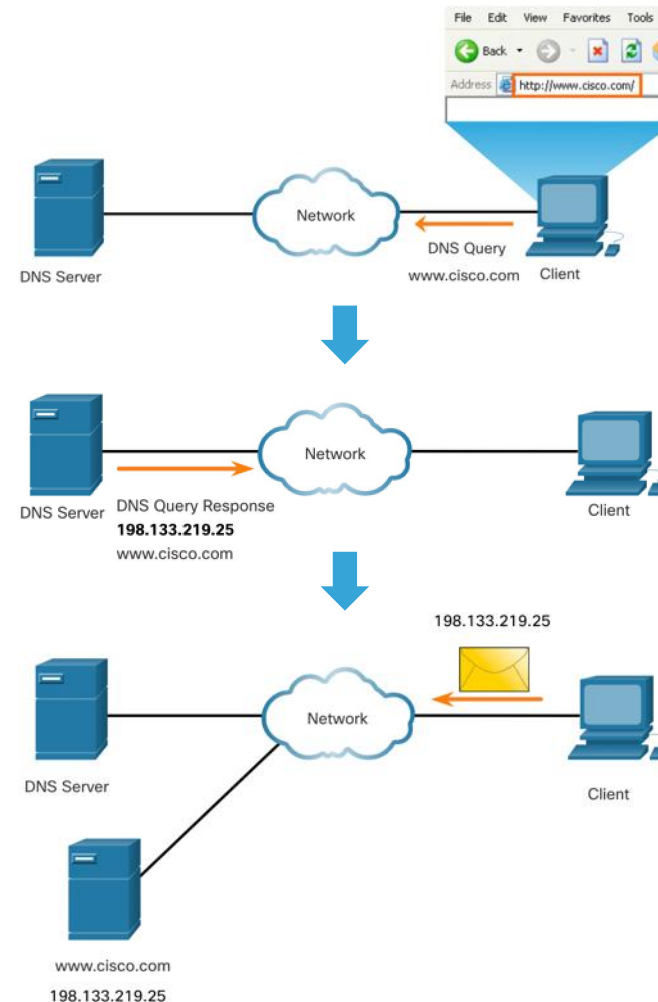 File Edit View Favorites Tools
Back
Address http://www.cisco.com/
Network
DNS Server
DNS Query
www.cisco.com
Client
Network
DNS Server
DNS Query Response
198.133.219.25
www.cisco.com
Client
198.133.219.25
Network
DNS Server
Client
www.cisco.com
198.133.219.25